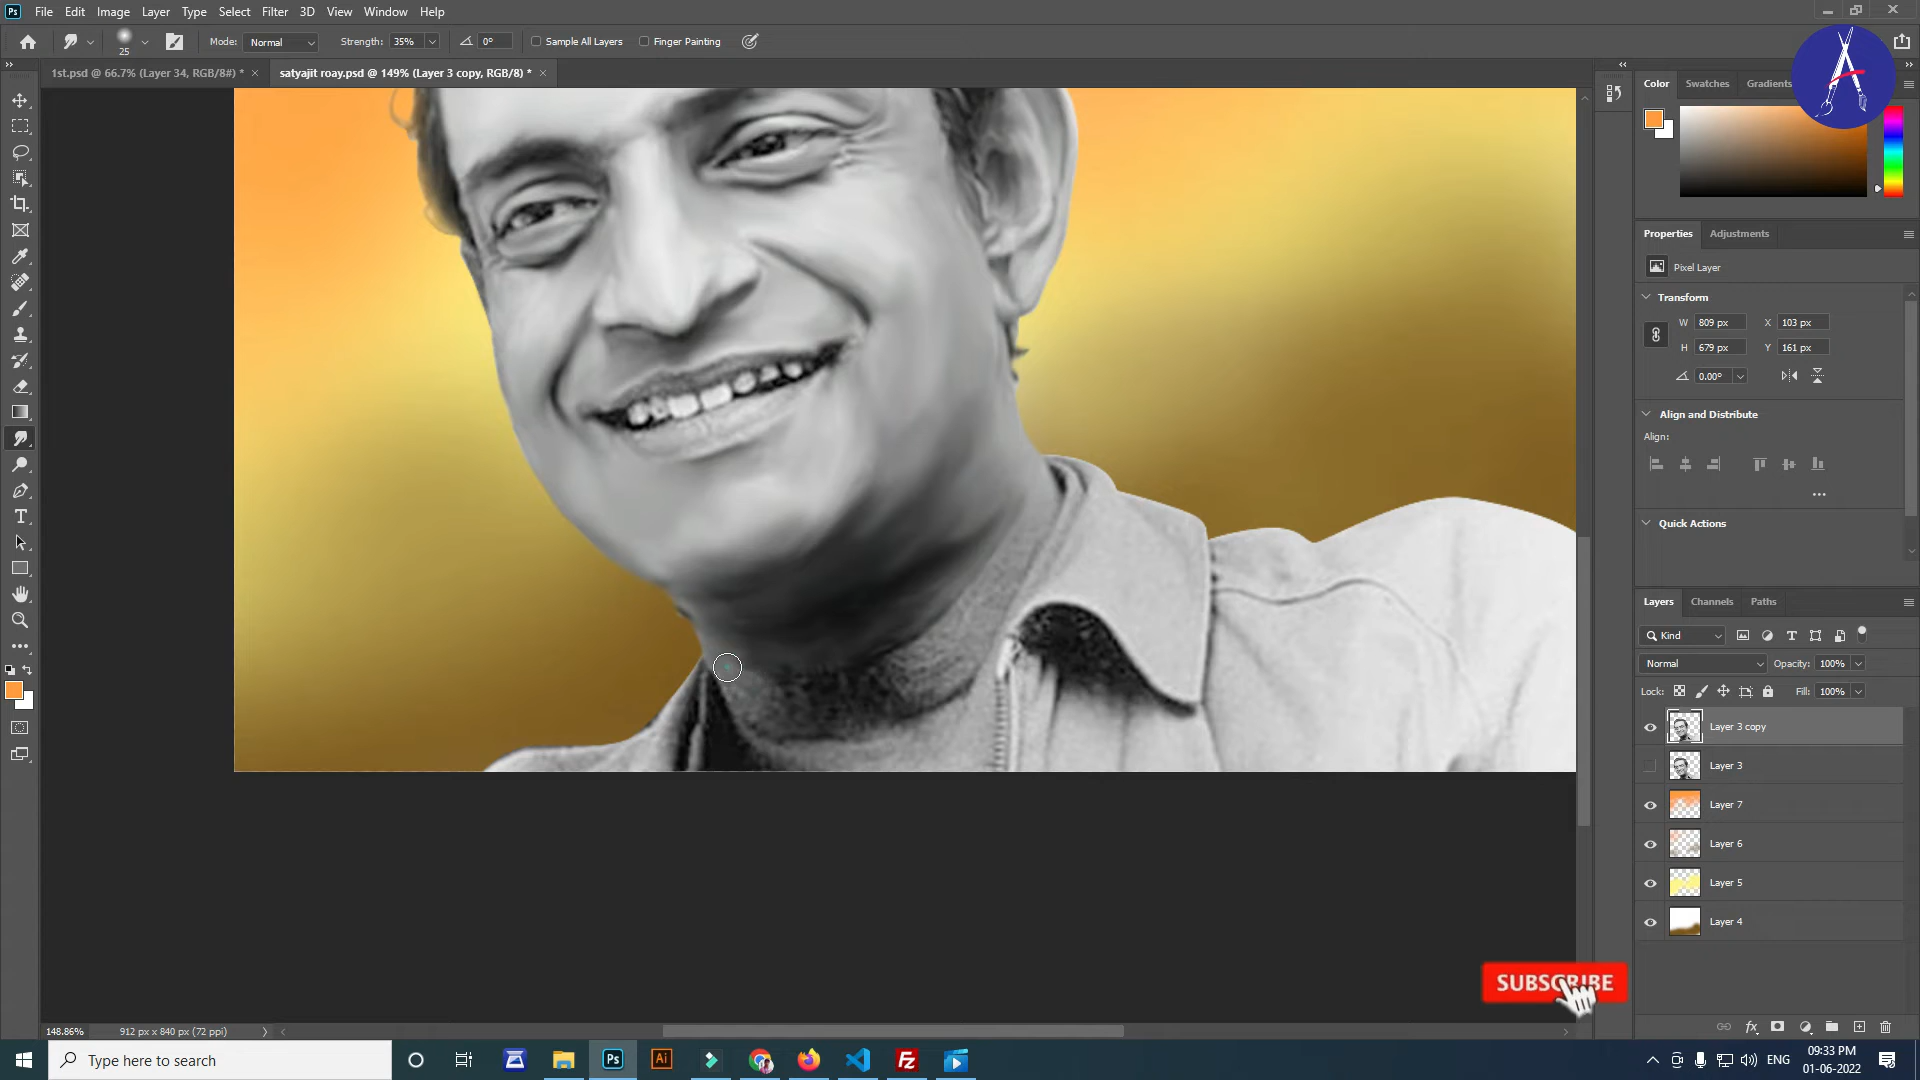 Ps File Edit Image Layer Type Select Filter 3D View Window Help
25 Mode: Normal Strength: 35% 0° Sample All Layers Finger Painting
1st.psd @ 66.7% (Layer 34, RGB/8#) * satyajit roay.psd @ 149% (Layer 3 copy, RGB/8) *
Color Swatches Gradients
Properties Adjustments
Pixel Layer
Transform
W 809 px X 103 px
H 679 px Y 161 px
0.00°
Align and Distribute
Align:
Quick Actions
Layers Channels Paths
Kind
Normal Opacity: 100%
Lock: Fill: 100%
Layer 3 copy
Layer 3
Layer 7
Layer 6
Layer 5
Layer 4
SUBSCRIBE
148.86% 912 px x 840 px (72 ppi)
Type here to search
Ps Ai Fz
ENG
09:33 PM
01-06-2022